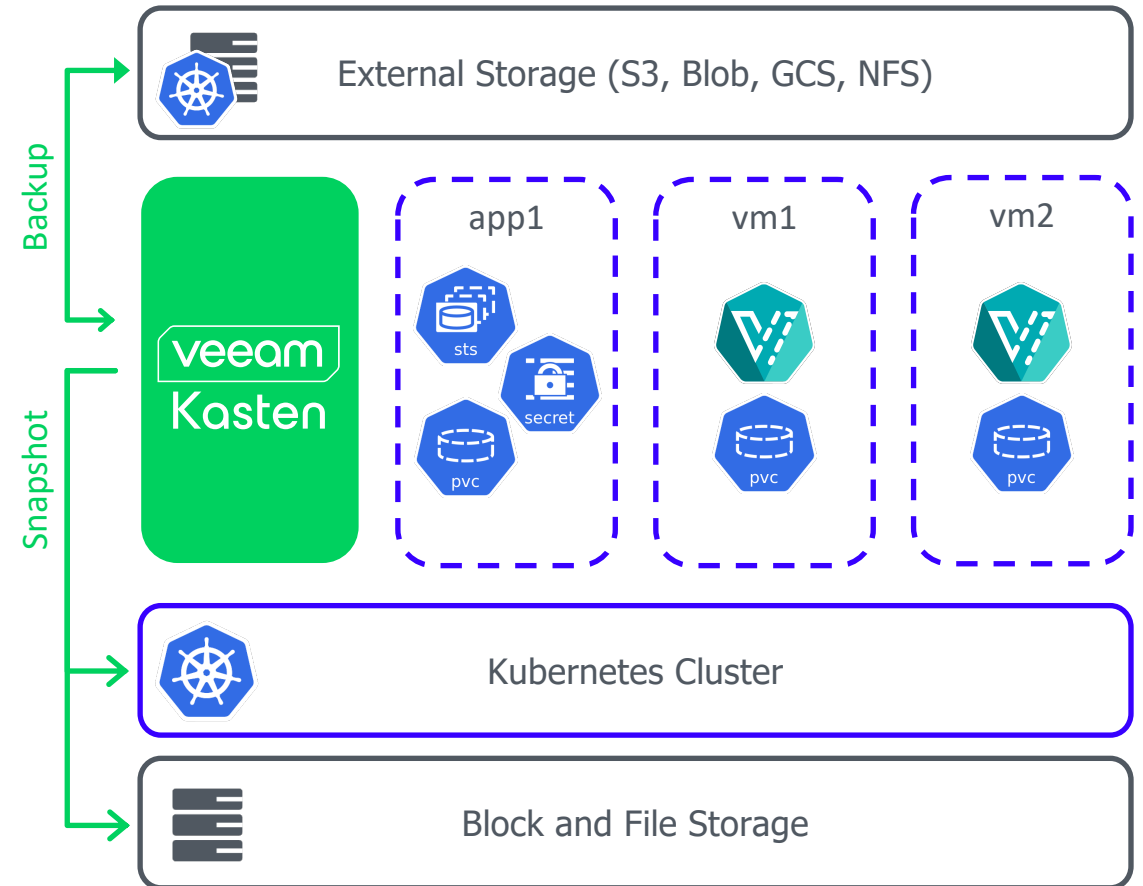 External Storage (S3, Blob, GCS, NFS)
Backup
Snapshot
veeam
Kasten
app1
sts
secret
pvc
vm1
pvc
vm2
pvc
Kubernetes Cluster
Block and File Storage